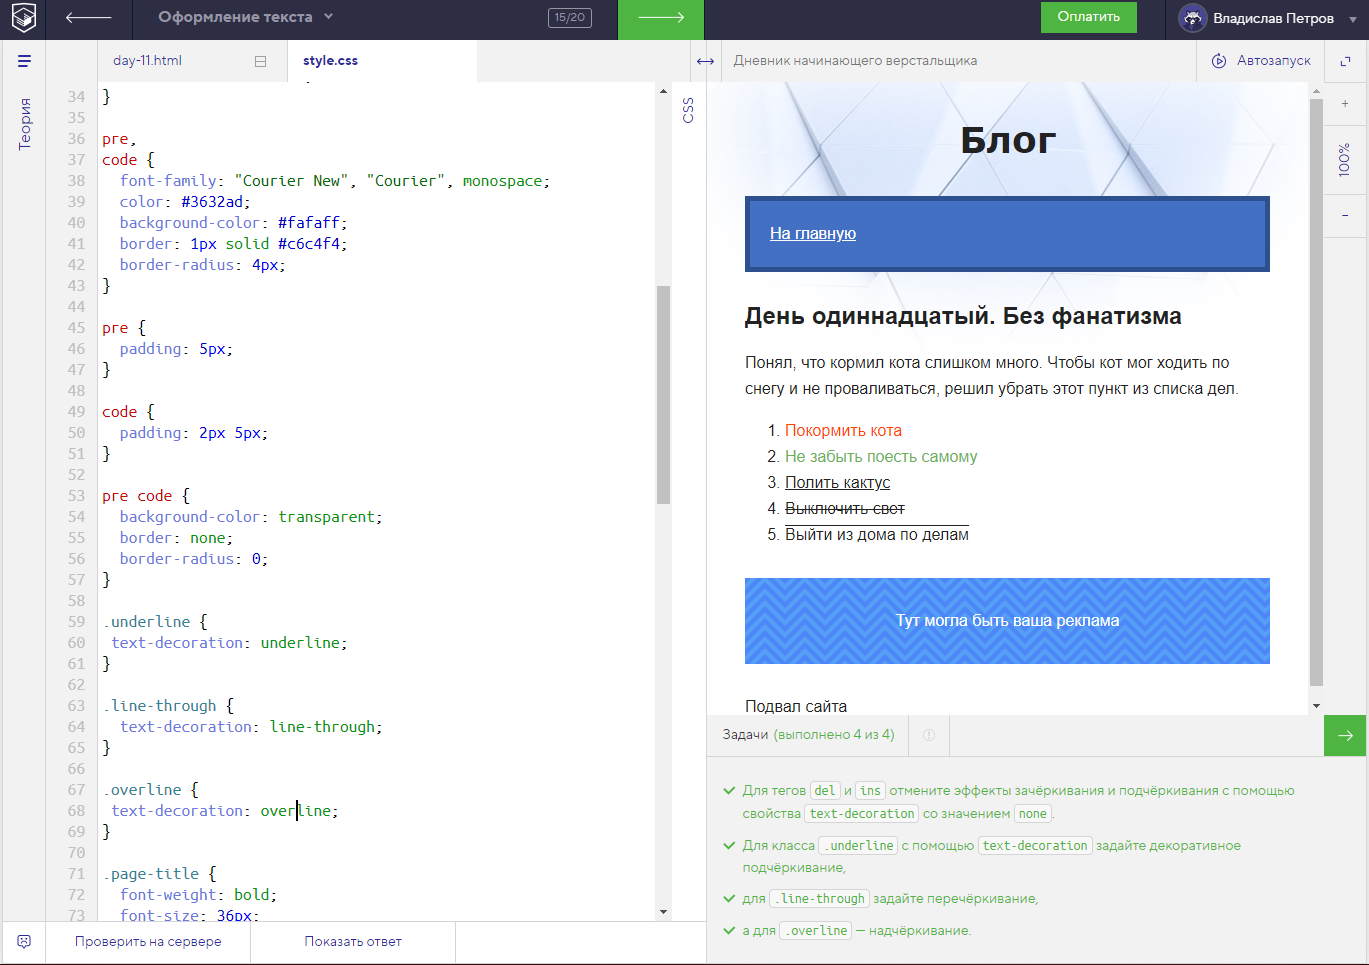 Оформление текста
15/20
Оплатить
Владислав Петров
day-11.html
style.css
Дневник начинающего верстальщика
Автозапуск
Теория
CSS
100%
+
-
34 }
35
36 pre,
37 code {
38 font-family: "Courier New", "Courier", monospace;
39 color: #3632ad;
40 background-color: #fafaff;
41 border: 1px solid #c6c4f4;
42 border-radius: 4px;
43 }
44
45 pre {
46 padding: 5px;
47 }
48
49 code {
50 padding: 2px 5px;
51 }
52
53 pre code {
54 background-color: transparent;
55 border: none;
56 border-radius: 0;
57 }
58
59 .underline {
60 text-decoration: underline;
61 }
62
63 .line-through {
64 text-decoration: line-through;
65 }
66
67 .overline {
68 text-decoration: overline;
69 }
70
71 .page-title {
72 font-weight: bold;
73 font-size: 36px;
Проверить на сервере
Показать ответ
Блог
На главную
День одиннадцатый. Без фанатизма
Понял, что кормил кота слишком много. Чтобы кот мог ходить по
снегу и не проваливаться, решил убрать этот пункт из списка дел.
1. Покормить кота
2. Не забыть поесть самому
3. Полить кактус
4. Выключить свет
5. Выйти из дома по делам
Тут могла быть ваша реклама
Подвал сайта
Задачи (выполнено 4 из 4)
Для тегов del и ins отмените эффекты зачёркивания и подчёркивания с помощью
свойства text-decoration со значением none.
Для класса .underline с помощью text-decoration задайте декоративное
подчёркивание,
для .line-through задайте перечёркивание,
а для .overline — надчёркивание.